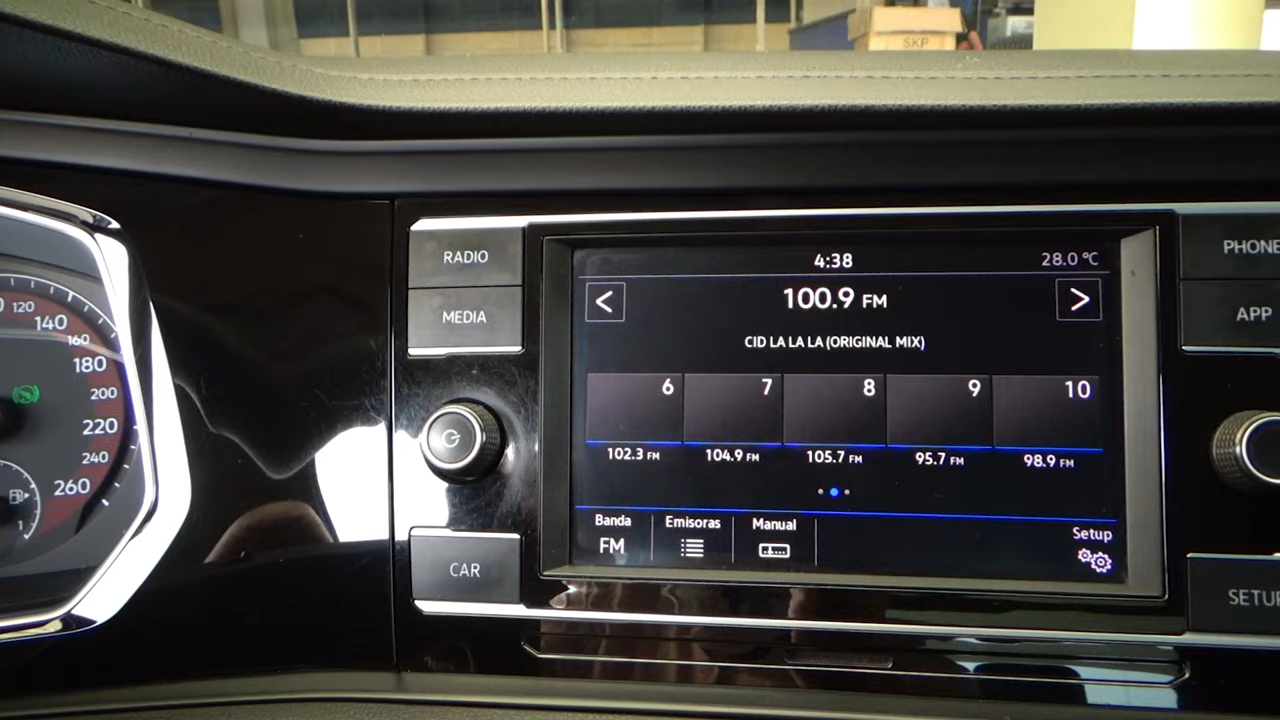 SKP
120
140
160
180
200
220
240
260
1
RADIO
MEDIA
CAR
4:38
28.0 °C
<
100.9 FM
>
CID LA LA LA (ORIGINAL MIX)
6 7 8 9 10
102.3 FM 104.9 FM 105.7 FM 95.7 FM 98.9 FM
Banda Emisoras Manual Setup
FM
PHONE
APP
SETUP